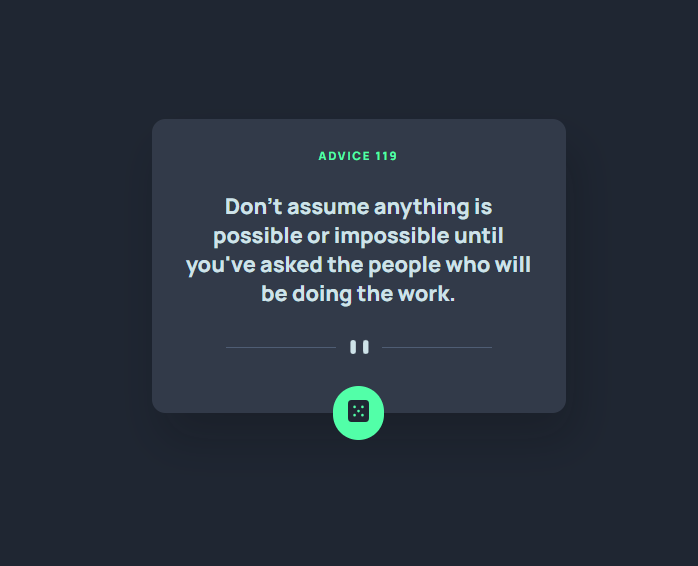 ADVICE 119
Don’t assume anything is
possible or impossible until
you've asked the people who will
be doing the work.